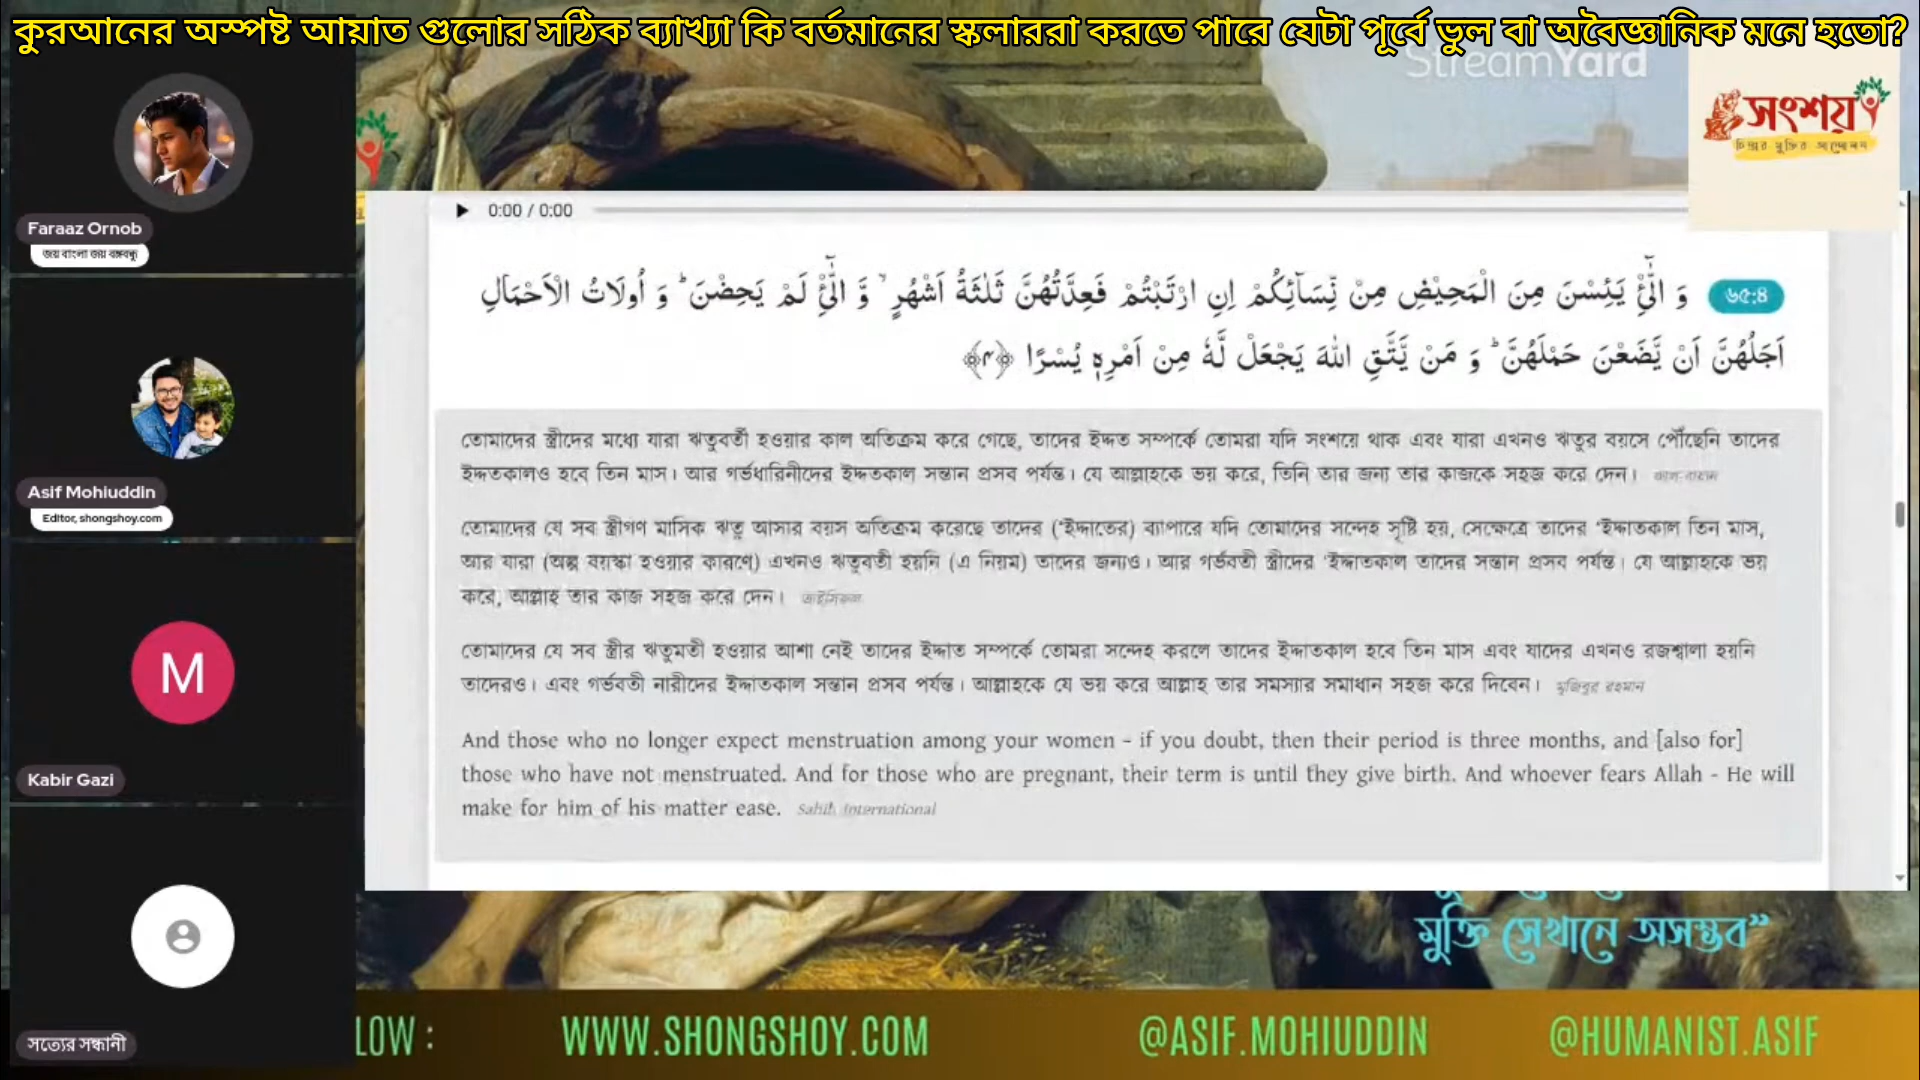 কুরআনের অস্পষ্ট আয়াত গুলোর সঠিক ব্যাখ্যা কি বর্তমানের স্কলাররা করতে পারে যেটা পূর্বে ভুল বা অবৈজ্ঞানিক মনে হতো?
StreamYard
সংশয়
চিন্তার মুক্তির আন্দোলন
Faraaz Ornob
জয় বাংলা জয় বঙ্গবন্ধু
Asif Mohiuddin
Editor, shongshoy.com
M
Kabir Gazi
সত্যের সন্ধানী
0:00 / 0:00
৬৫:৪
وَ الّٰٓیِٴْ یَئِسْنَ مِنَ الْمَحِیْضِ مِنْ نِّسَآئِكُمْ اِنِ ارْتَبْتُمْ فَعِدَّتُهُنَّ ثَلٰثَةُ اَشْهُرٍ ۙ وَّ الّٰٓیِٴْ لَمْ یَحِضْنَ ؕ وَ اُولَاتُ الْاَحْمَالِ
اَجَلُهُنَّ اَنْ یَّضَعْنَ حَمْلَهُنَّ ؕ وَ مَنْ یَّتَّقِ اللّٰهَ یَجْعَلْ لَّهٗ مِنْ اَمْرِهٖ یُسْرًا ﴿۴﴾
তোমাদের স্ত্রীদের মধ্যে যারা ঋতুবর্তী হওয়ার কাল অতিক্রম করে গেছে, তাদের ইদ্দত সম্পর্কে তোমরা যদি সংশয়ে থাক এবং যারা এখনও ঋতুর বয়সে পৌঁছেনি তাদের
ইদ্দতকালও হবে তিন মাস। আর গর্ভধারিনীদের ইদ্দতকাল সন্তান প্রসব পর্যন্ত। যে আল্লাহকে ভয় করে, তিনি তার জন্য তার কাজকে সহজ করে দেন। আল-বায়ান
তোমাদের যে সব স্ত্রীগণ মাসিক ঋতু আসার বয়স অতিক্রম করেছে তাদের (‘ইদ্দাতের) ব্যাপারে যদি তোমাদের সন্দেহ সৃষ্টি হয়, সেক্ষেত্রে তাদের ‘ইদ্দাতকাল তিন মাস,
আর যারা (অল্প বয়স্কা হওয়ার কারণে) এখনও ঋতুবতী হয়নি (এ নিয়ম) তাদের জন্যও। আর গর্ভবতী স্ত্রীদের ‘ইদ্দাতকাল তাদের সন্তান প্রসব পর্যন্ত। যে আল্লাহকে ভয়
করে, আল্লাহ তার কাজ সহজ করে দেন। তাইসিরুল
তোমাদের যে সব স্ত্রীর ঋতুমতী হওয়ার আশা নেই তাদের ইদ্দাত সম্পর্কে তোমরা সন্দেহ করলে তাদের ইদ্দাতকাল হবে তিন মাস এবং যাদের এখনও রজঃস্বালা হয়নি
তাদেরও। এবং গর্ভবতী নারীদের ইদ্দাতকাল সন্তান প্রসব পর্যন্ত। আল্লাহকে যে ভয় করে আল্লাহ তার সমস্যার সমাধান সহজ করে দিবেন। মুজিবুর রহমান
And those who no longer expect menstruation among your women - if you doubt, then their period is three months, and [also for]
those who have not menstruated. And for those who are pregnant, their term is until they give birth. And whoever fears Allah - He will
make for him of his matter ease. Sahih International
মুক্তি সেখানে অসম্ভব”
LOW :
WWW.SHONGSHOY.COM
@ASIF.MOHIUDDIN
@HUMANIST.ASIF